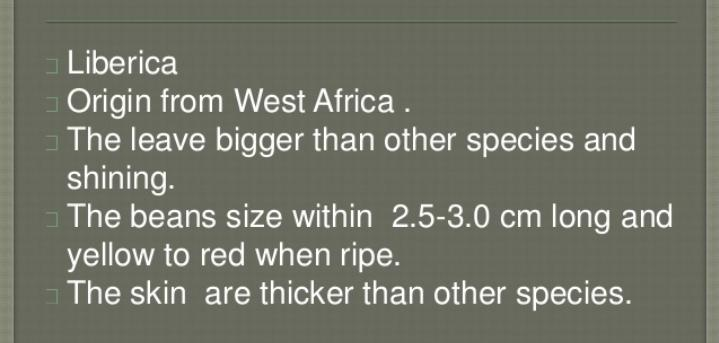 Liberica
Origin from West Africa .
The leave bigger than other species and
shining.
The beans size within  2.5-3.0 cm long and
yellow to red when ripe.
The skin  are thicker than other species.